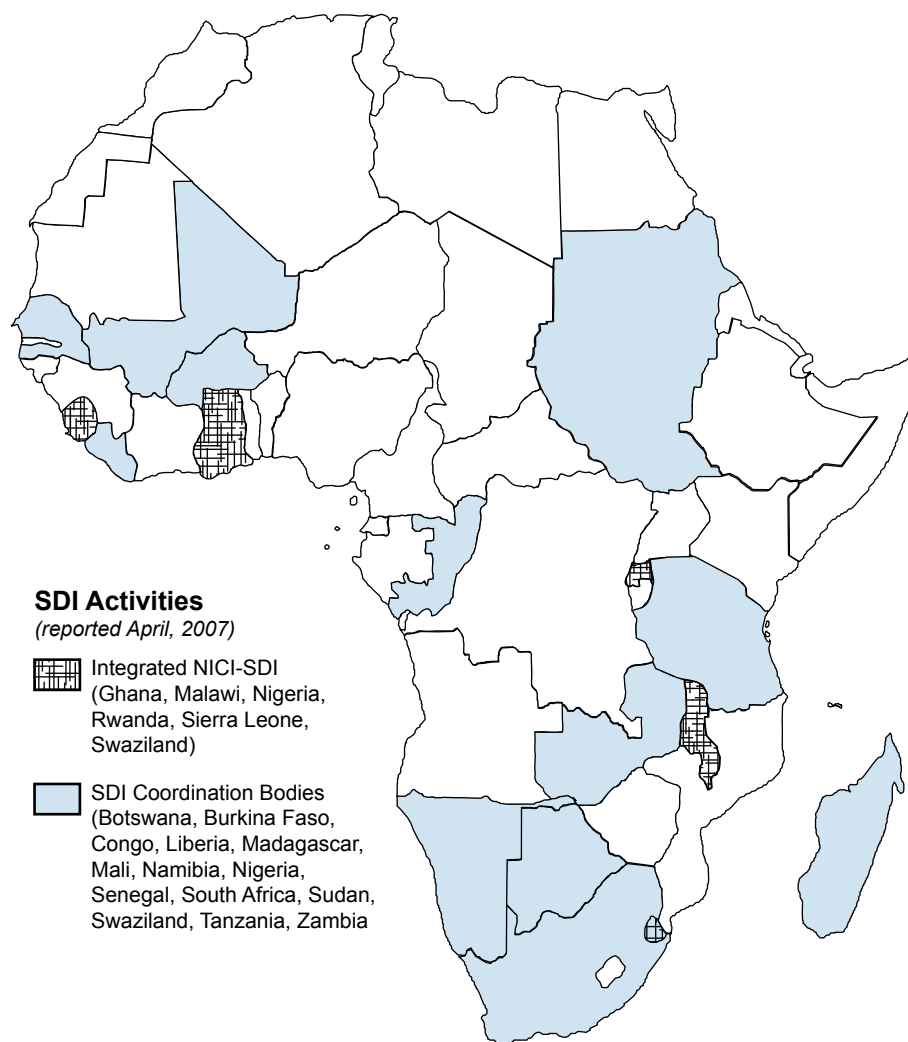 SDI Activities
(reported April, 2007)
Integrated NICI-SDI
(Ghana, Malawi, Nigeria,
Rwanda, Sierra Leone,
Swaziland)
SDI Coordination Bodies
(Botswana, Burkina Faso,
Congo, Liberia, Madagascar,
Mali, Namibia, Nigeria,
Senegal, South Africa, Sudan,
Swaziland, Tanzania, Zambia